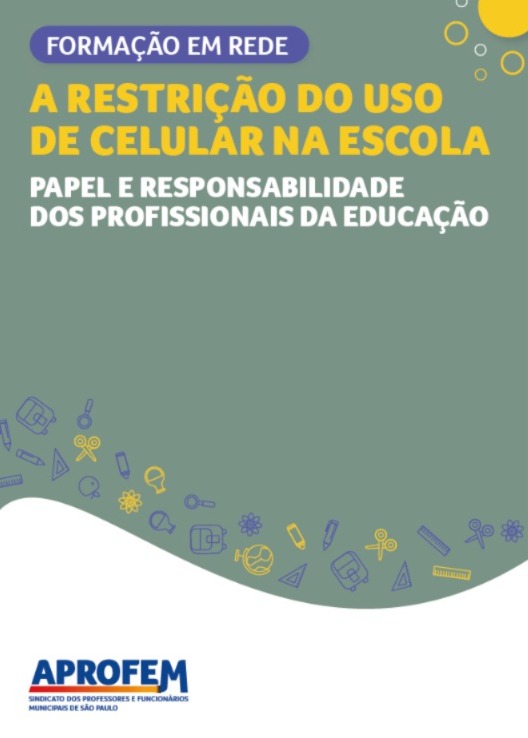 FORMAÇÃO EM REDE
A RESTRIÇÃO DO USO
DE CELULAR NA ESCOLA
PAPEL E RESPONSABILIDADE
DOS PROFISSIONAIS DA EDUCAÇÃO
APROFEM
SINDICATO DOS PROFESSORES E FUNCIONÁRIOS
MUNICIPAIS DE SÃO PAULO